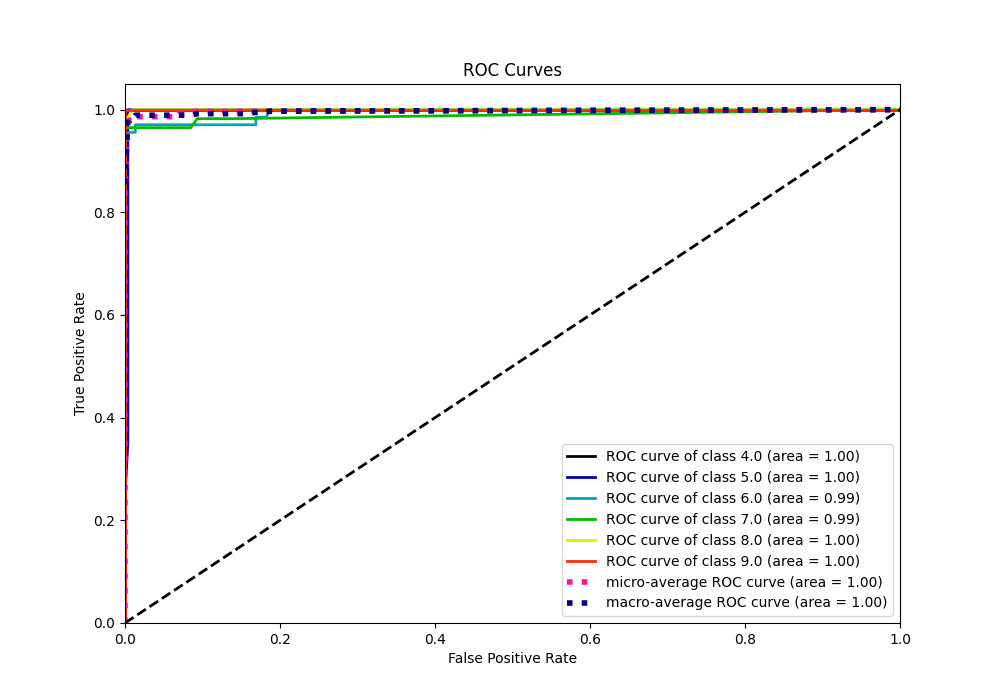 ROC Curves
True Positive Rate
1.0
0.8
0.6
0.4
0.2
0.0
0.0 0.2 0.4 0.6 0.8 1.0
False Positive Rate
ROC curve of class 4.0 (area = 1.00)
ROC curve of class 5.0 (area = 1.00)
ROC curve of class 6.0 (area = 0.99)
ROC curve of class 7.0 (area = 0.99)
ROC curve of class 8.0 (area = 1.00)
ROC curve of class 9.0 (area = 1.00)
micro-average ROC curve (area = 1.00)
macro-average ROC curve (area = 1.00)